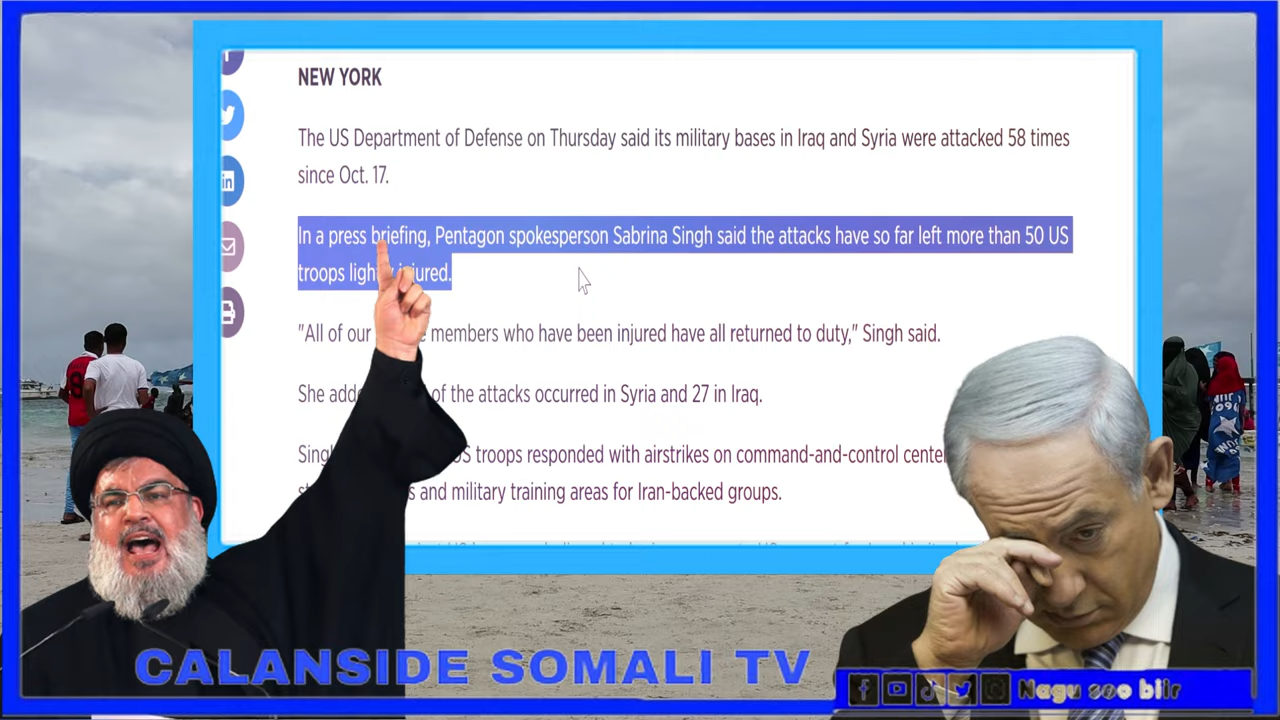 NEW YORK
The US Department of Defense on Thursday said its military bases in Iraq and Syria were attacked 58 times
since Oct. 17.
In a press briefing, Pentagon spokesperson Sabrina Singh said the attacks have so far left more than 50 US
troops lightly injured.
"All of our members who have been injured have all returned to duty," Singh said.
She of the attacks occurred in Syria and 27 in Iraq.
US troops responded with airstrikes on command-and-control
and military training areas for Iran-backed groups.
CALANSIDE SOMALI TV
Nagu soo biir